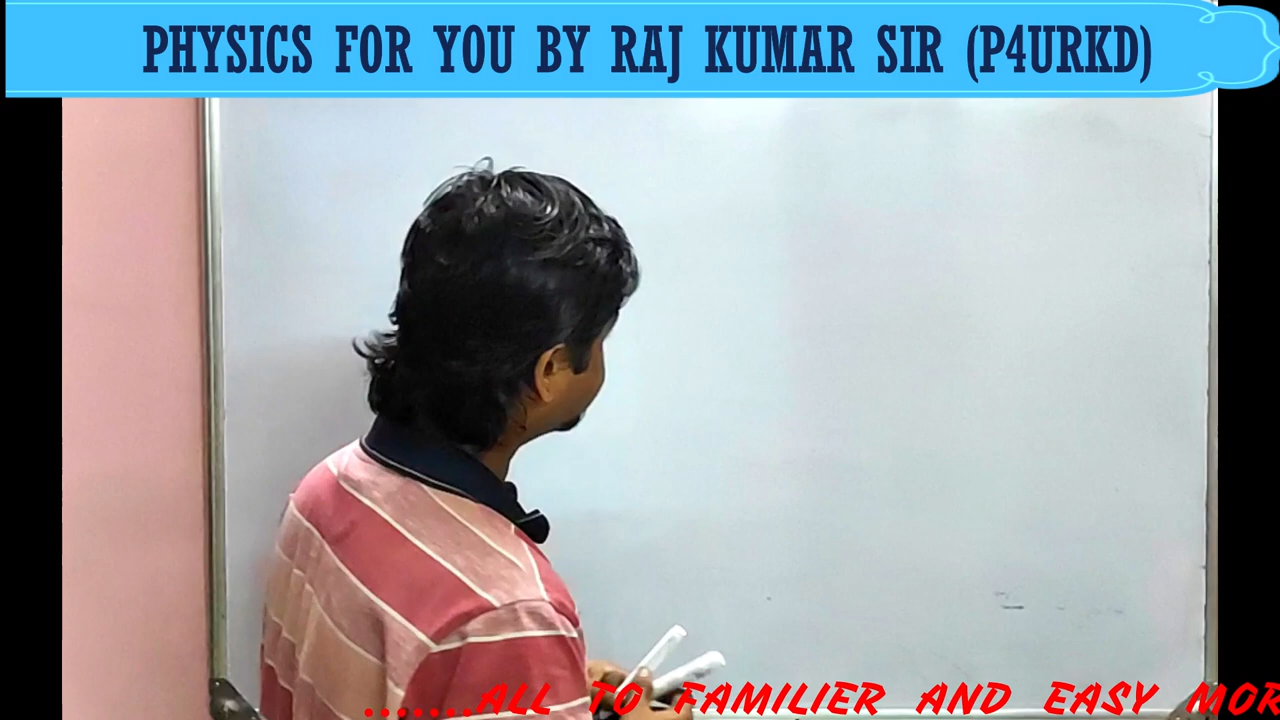 PHYSICS FOR YOU BY RAJ KUMAR SIR (P4URKD)
.......ALL TO FAMILIER AND EASY MOR